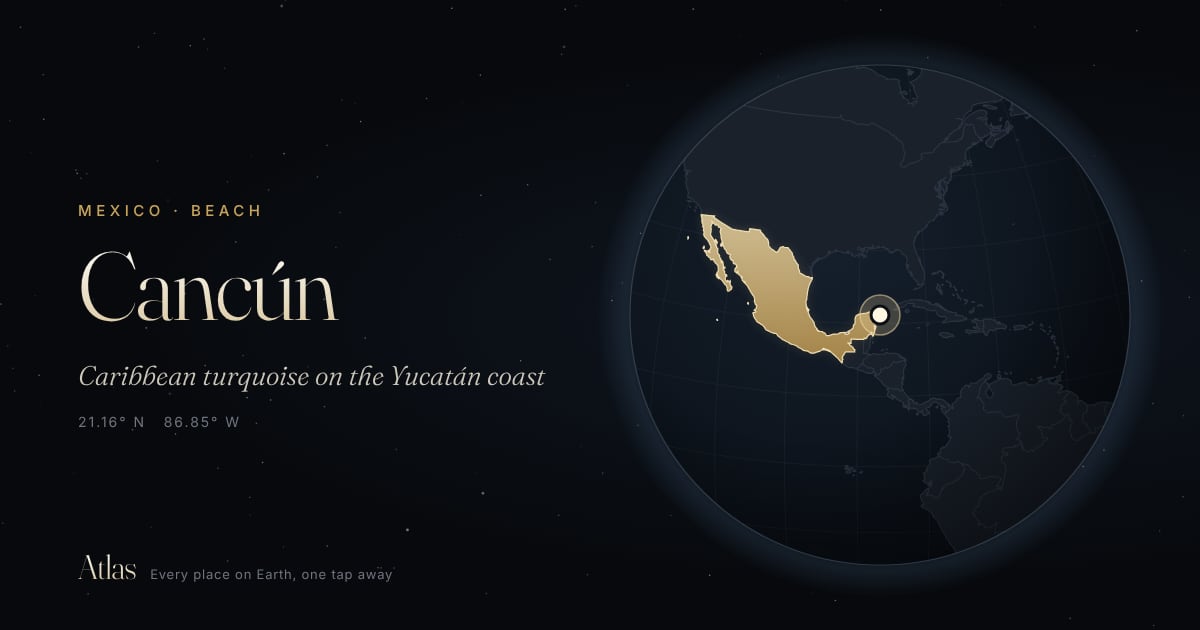 MEXICO · BEACH
Cancún
Caribbean turquoise on the Yucatán coast
21.16° N 86.85° W
Atlas Every place on Earth, one tap away